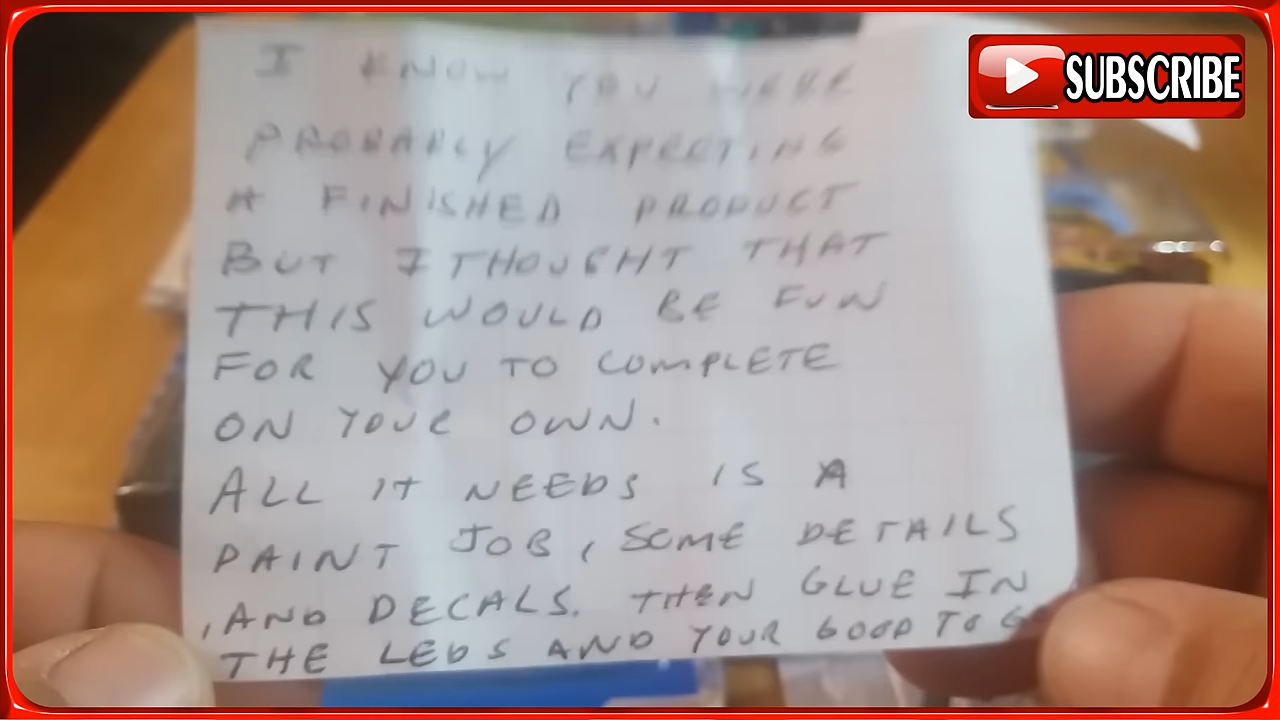 SUBSCRIBE
I KNOW YOU WERE
PROBABLY EXPECTING
A FINISHED PRODUCT
BUT I THOUGHT THAT
THIS WOULD BE FUN
FOR YOU TO COMPLETE
ON YOUR OWN.
ALL IT NEEDS IS A
PAINT JOB, SOME DETAILS
, AND DECALS. THEN GLUE IN
THE LEDS AND YOUR GOOD TO